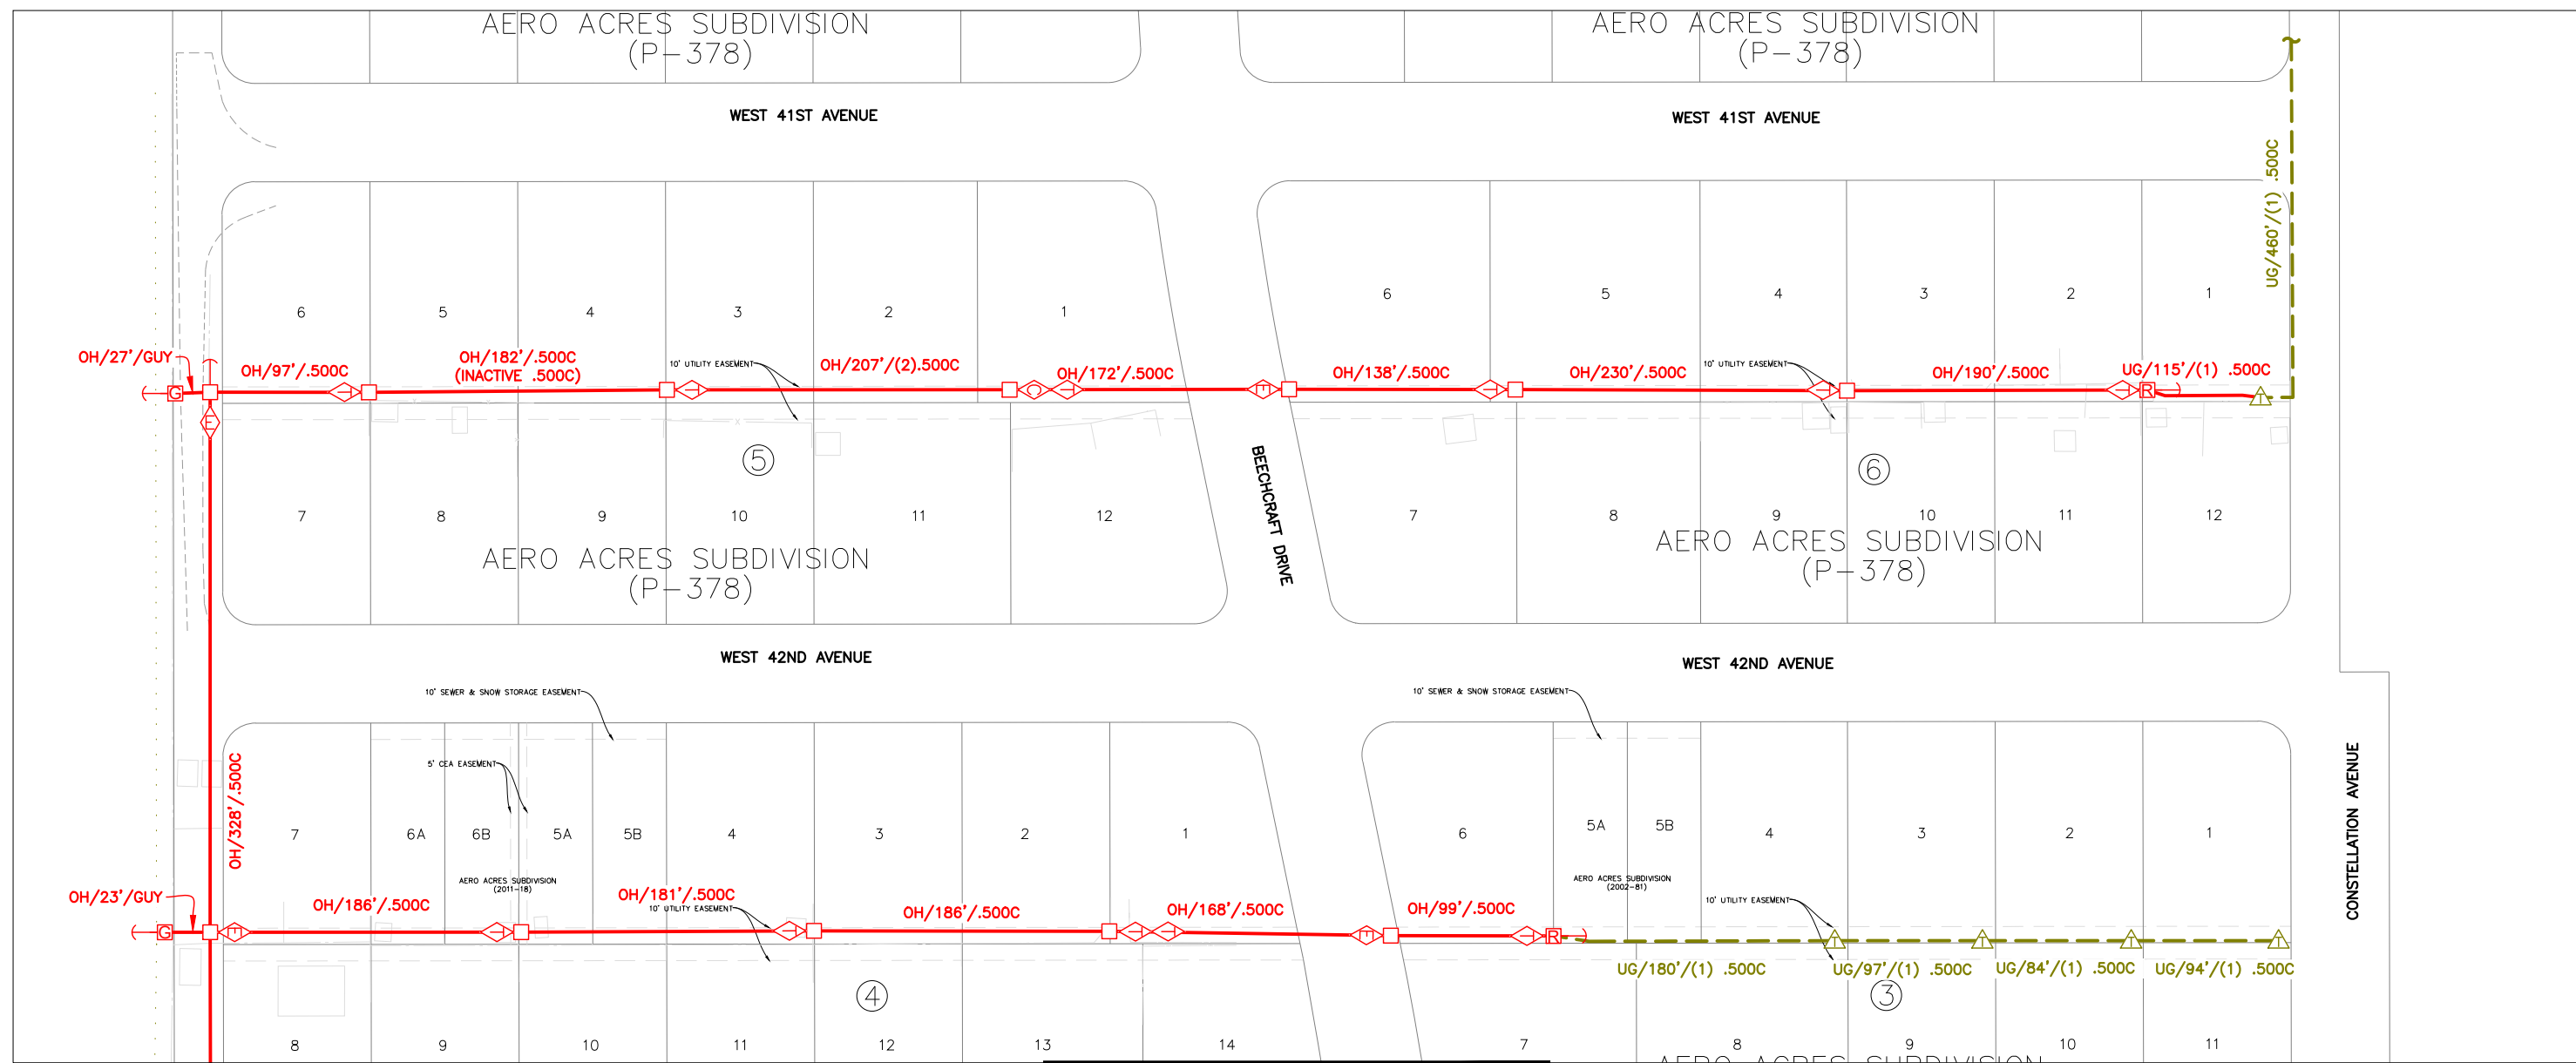 AERO ACRES SUBDIVISION
(P-378)
AERO ACRES SUBDIVISION
(P-378)
WEST 41ST AVENUE
WEST 41ST AVENUE
UG/460'/(1) .500C
6
5
4
3
2
1
6
5
4
3
2
1
OH/27'/GUY
OH/97'/.500C
OH/182'/.500C
(INACTIVE .500C)
10' UTILITY EASEMENT
OH/207'/(2).500C
OH/172'/.500C
OH/138'/.500C
OH/230'/.500C
10' UTILITY EASEMENT
OH/190'/.500C
UG/115'/(1) .500C
G
T
T
C
T
E
T
T
T
R
T
E
5
6
BEECHCRAFT DRIVE
7
8
9
10
11
12
7
8
9
10
11
12
AERO ACRES SUBDIVISION
(P-378)
AERO ACRES SUBDIVISION
(P-378)
WEST 42ND AVENUE
WEST 42ND AVENUE
10' SEWER & SNOW STORAGE EASEMENT
10' SEWER & SNOW STORAGE EASEMENT
5' CEA EASEMENT
OH/328'/.500C
CONSTELLATION AVENUE
7
6A
6B
5A
5B
4
3
2
1
6
5A
5B
4
3
2
1
AERO ACRES SUBDIVISION
(2011-18)
AERO ACRES SUBDIVISION
(2002-81)
OH/23'/GUY
OH/186'/.500C
OH/181'/.500C
10' UTILITY EASEMENT
OH/186'/.500C
OH/168'/.500C
OH/99'/.500C
10' UTILITY EASEMENT
G
E
T
T
T
T
E
T
R
T
T
T
T
UG/180'/(1) .500C
UG/97'/(1) .500C
UG/84'/(1) .500C
UG/94'/(1) .500C
4
3
8
9
10
11
12
13
14
7
8
9
10
11
AERO ACRES SUBDIVISION